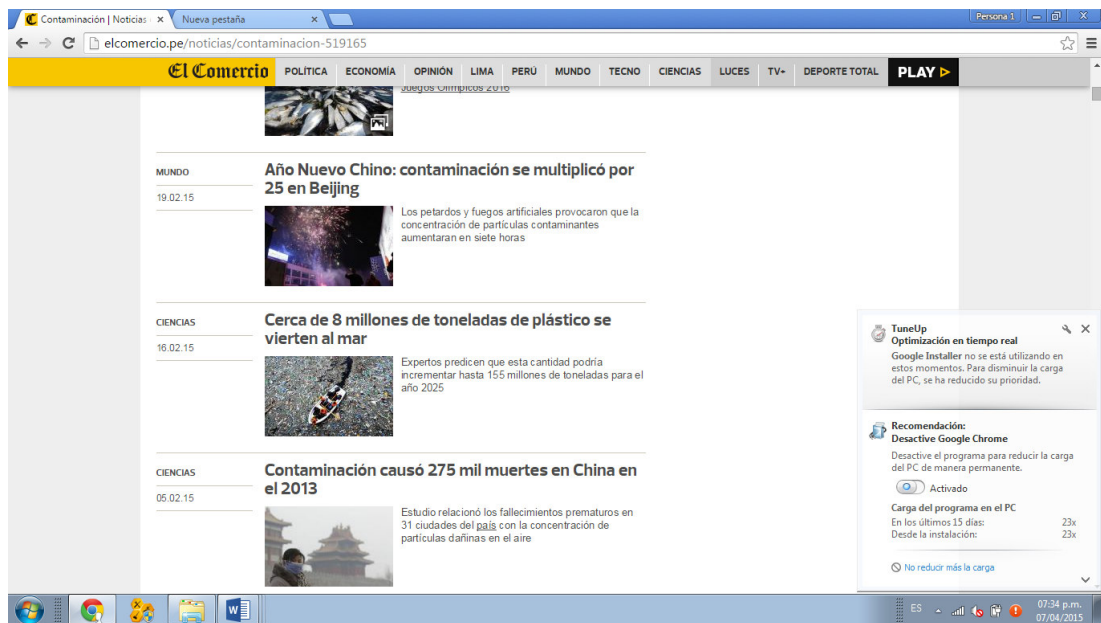 Contaminación | Noticias
Nueva pestaña
Persona 1
elcomercio.pe/noticias/contaminacion-519165
El Comercio
POLÍTICA ECONOMÍA OPINIÓN LIMA PERÚ MUNDO TECNO CIENCIAS LUCES TV+ DEPORTE TOTAL PLAY
Juegos Olímpicos 2016
MUNDO
19.02.15
Año Nuevo Chino: contaminación se multiplicó por
25 en Beijing
Los petardos y fuegos artificiales provocaron que la
concentración de partículas contaminantes
aumentaran en siete horas
CIENCIAS
16.02.15
Cerca de 8 millones de toneladas de plástico se
vierten al mar
Expertos predicen que esta cantidad podría
incrementar hasta 155 millones de toneladas para el
año 2025
CIENCIAS
05.02.15
Contaminación causó 275 mil muertes en China en
el 2013
Estudio relacionó los fallecimientos prematuros en
31 ciudades del país con la concentración de
partículas dañinas en el aire
TuneUp
Optimización en tiempo real
Google Installer no se está utilizando en
estos momentos. Para disminuir la carga
del PC, se ha reducido su prioridad.
Recomendación:
Desactive Google Chrome
Desactive el programa para reducir la carga
del PC de manera permanente.
Activado
Carga del programa en el PC
En los últimos 15 días: 23x
Desde la instalación: 23x
No reducir más la carga
ES
07:34 p.m.
07/04/2015